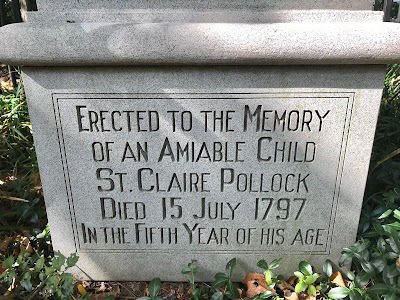 Erected to the Memory
of an Amiable Child
St. Claire Pollock
Died 15 July 1797
In the Fifth Year of his Age